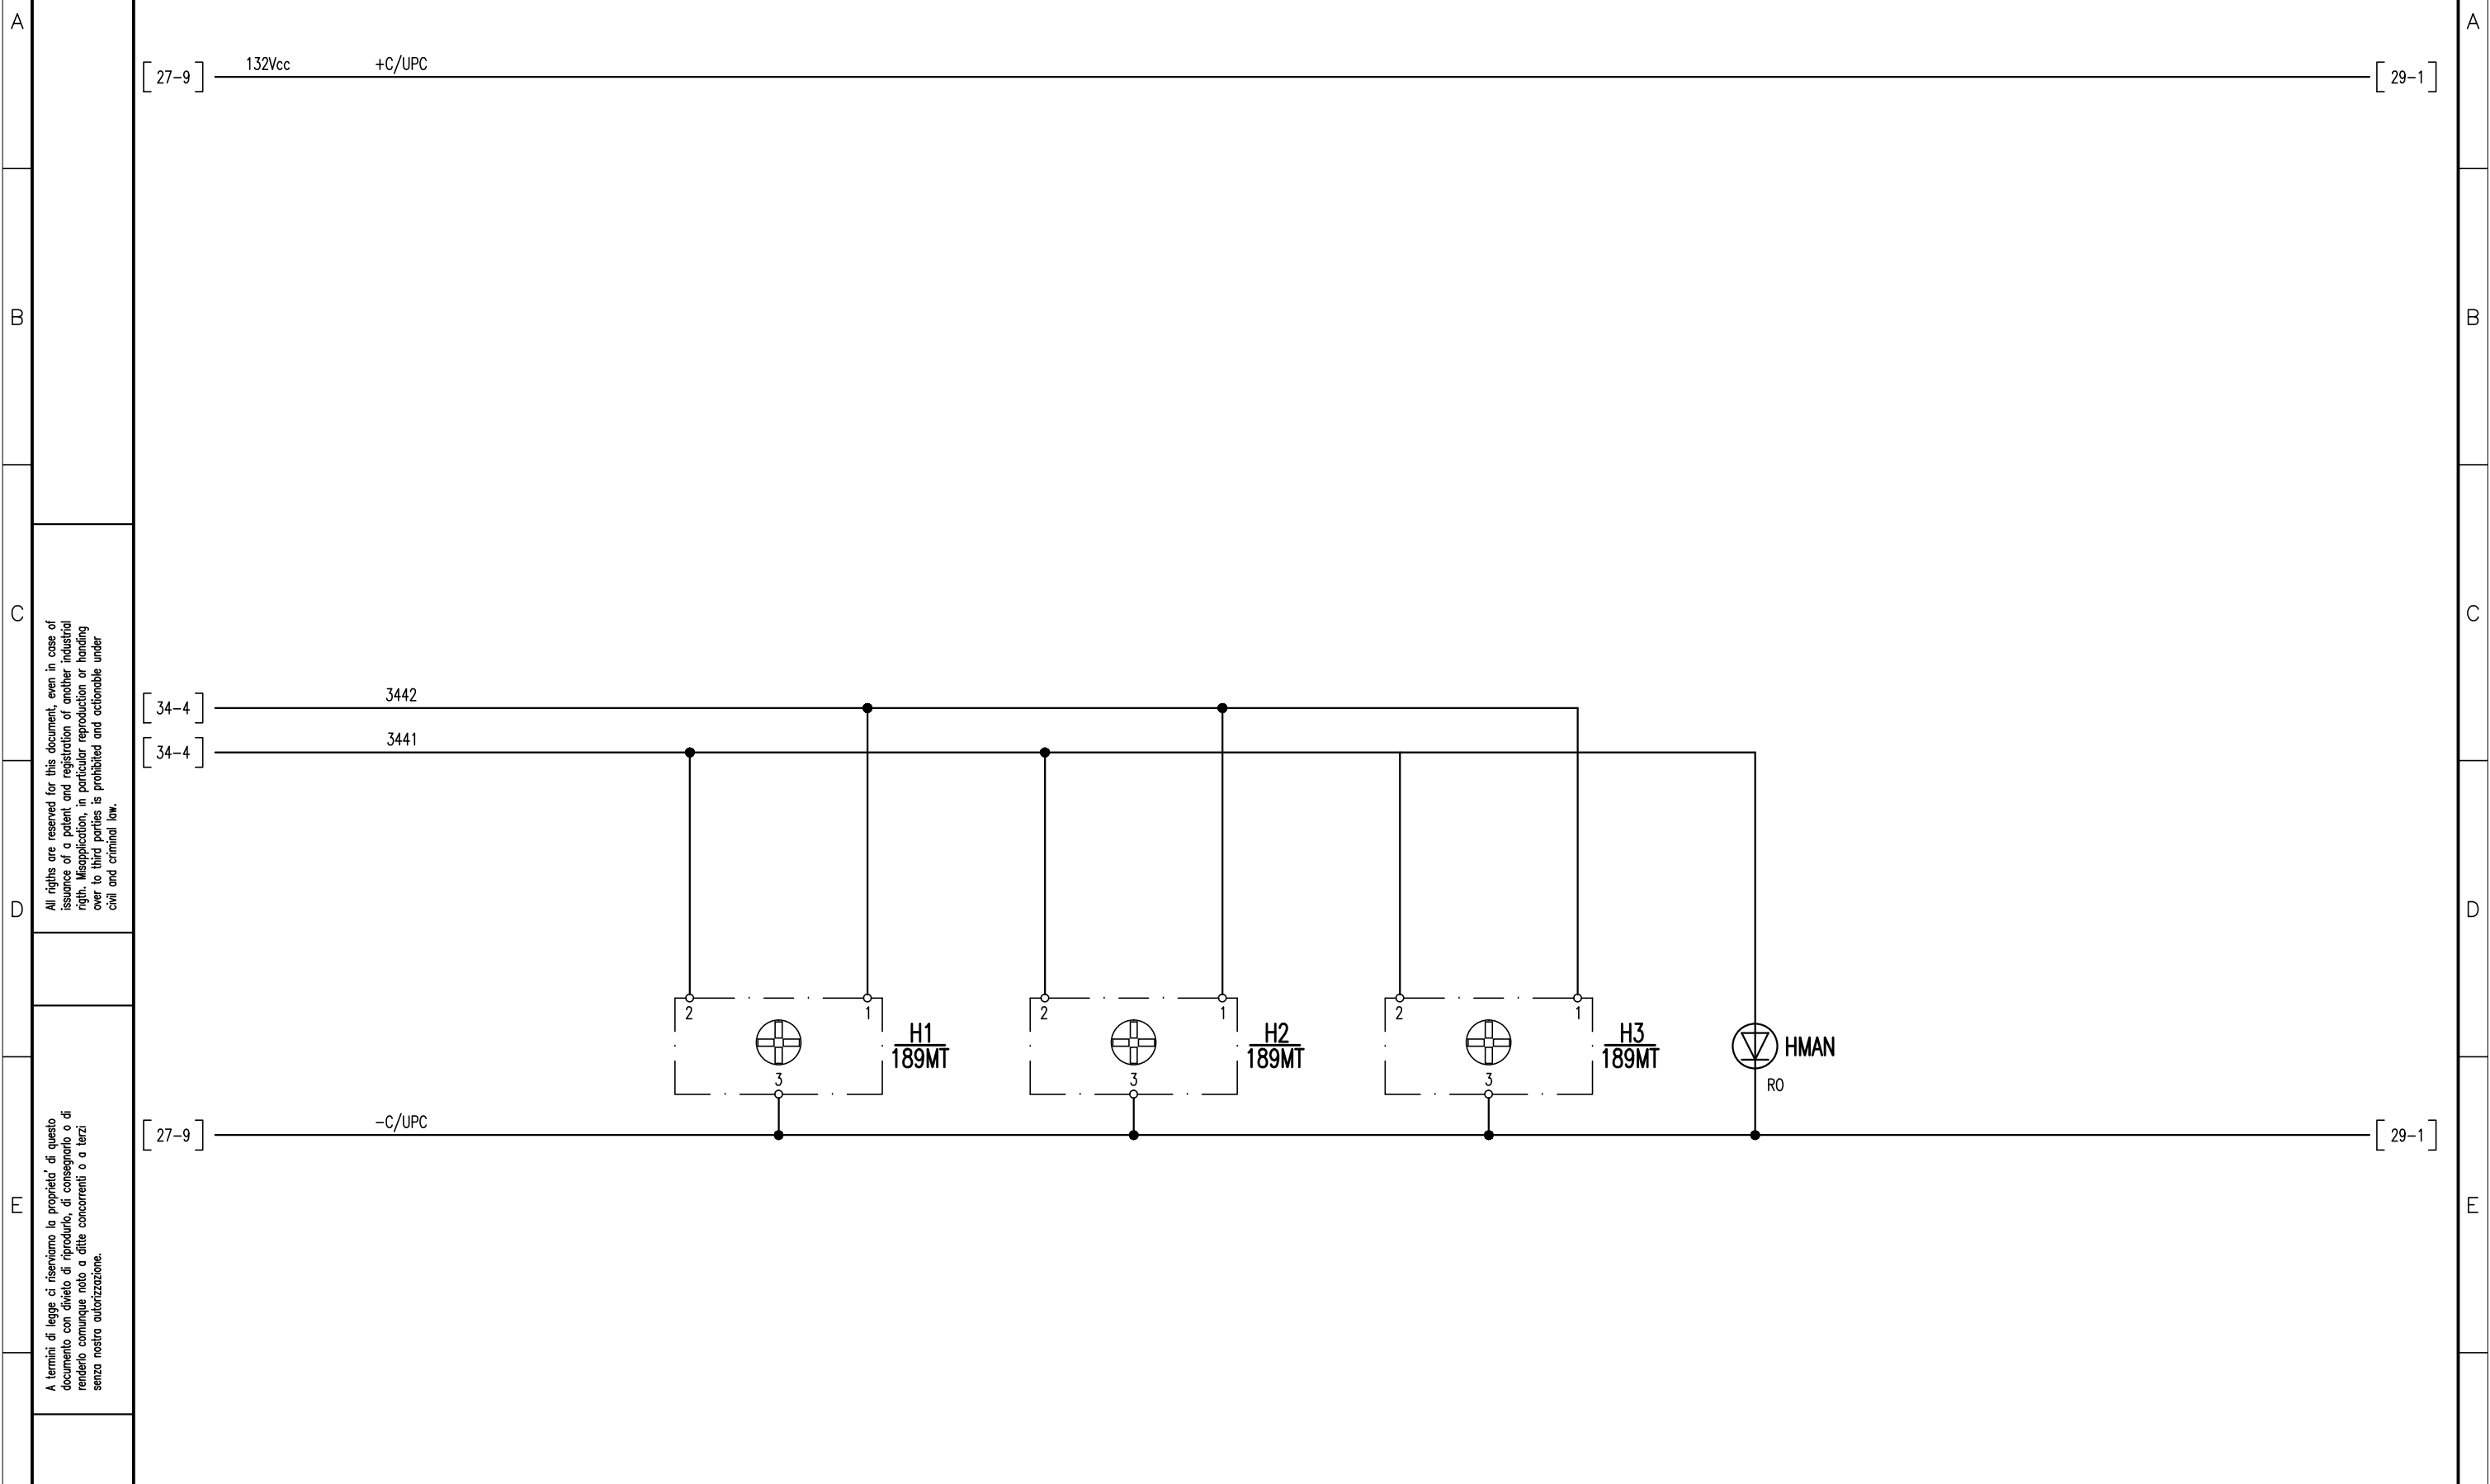 A
A
27-9
132Vcc
+C/UPC
29-1
B
B
C
C
All rigths are reserved for this document, even in case of
issuance of a patent and registration of another industrial
rigth. Misapplication, in particular reproduction or handing
over to third parties is prohibited and actionable under
civil and criminal law.
34-4
3442
34-4
3441
D
D
2
1
H1
189MT
3
2
1
H2
189MT
3
2
1
H3
189MT
3
HMAN
RO
27-9
-C/UPC
29-1
A termini di legge ci riserviamo la proprieta' di questo
documento con divieto di riprodurlo, di consegnarlo o di
renderlo comunque noto a ditte concorrenti o a terzi
senza nostra autorizzazione.
E
E